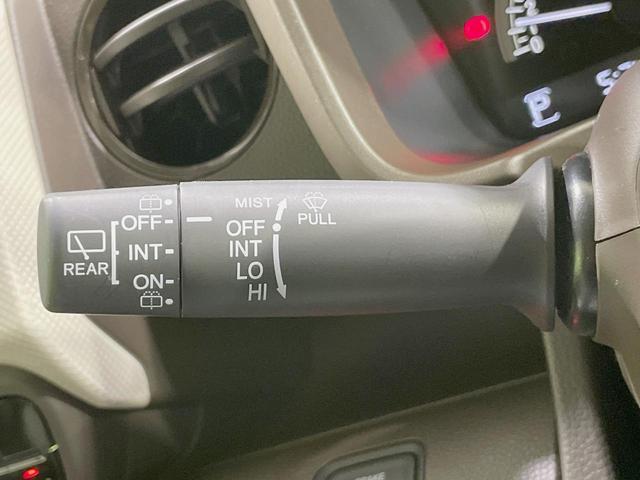 MIST
PULL
OFF
INT
LO
HI
OFF
INT
ON
REAR